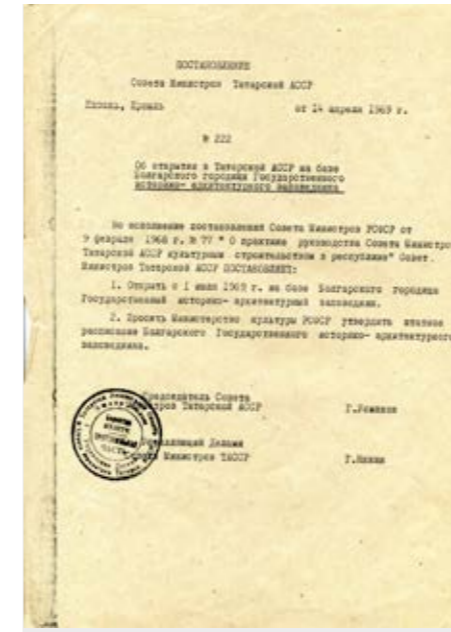 ПОСТАНОВЛЕНИЕ
Совета Министров Татарской АССР
Казань, Кремль от 14 апреля 1969 г.
№ 222
Об открытии в Татарской АССР на базе
Болгарского городища Государственного
историко- архитектурного заповедника
Во исполнение постановления Совета Министров РСФСР от
9 февраля 1968 г. № 77 " О практике руководства Совета Министро
Татарской АССР культурным строительством в республике" Совет
Министров Татарской АССР ПОСТАНОВЛЯЕТ:
1. Открыть с 1 июля 1969 г. на базе Болгарского городища
Государственный историко- архитектурный заповедник.
2. Просить Министерство культуры РСФСР утвердить штатное
расписание Болгарского Государственного историко- архитектурного
заповедника.
Председатель Совета
Министров Татарской АССР
Управляющий Делами
Совета Министров ТАССР
ЧАСТЬ